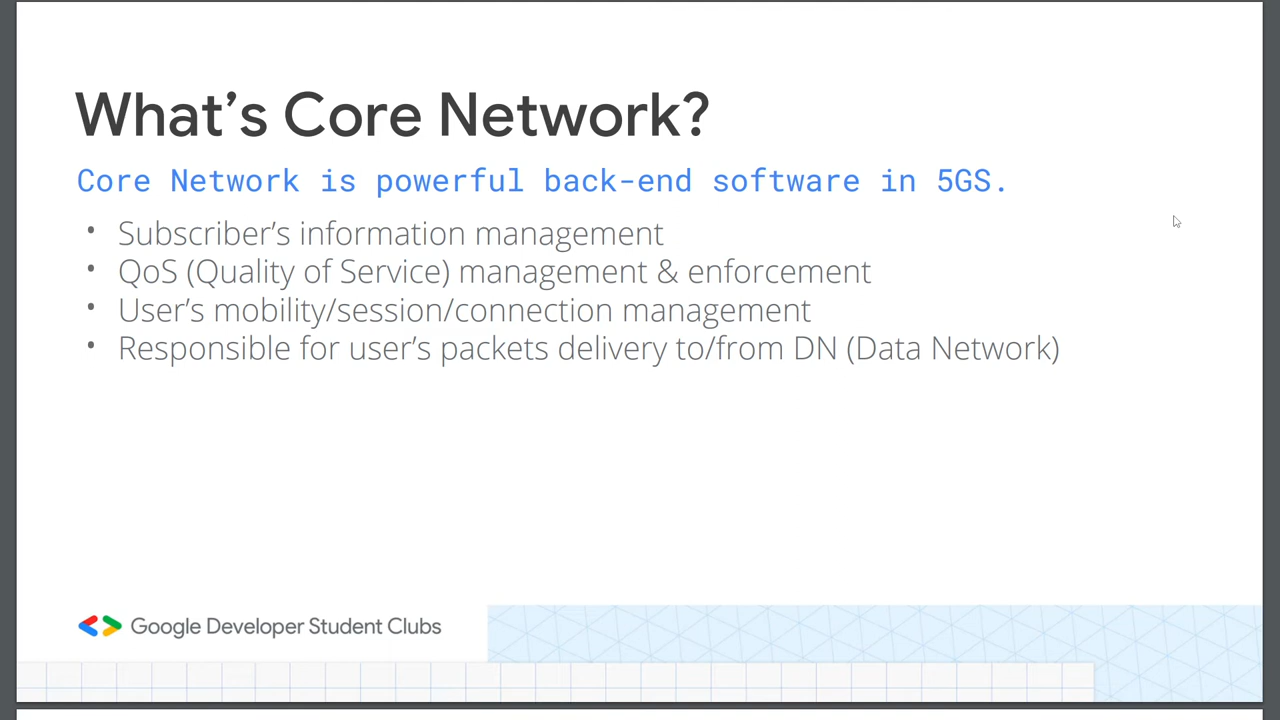 What’s Core Network?
Core Network is powerful back-end software in 5GS.
• Subscriber’s information management
• QoS (Quality of Service) management & enforcement
• User’s mobility/session/connection management
• Responsible for user’s packets delivery to/from DN (Data Network)
Google Developer Student Clubs